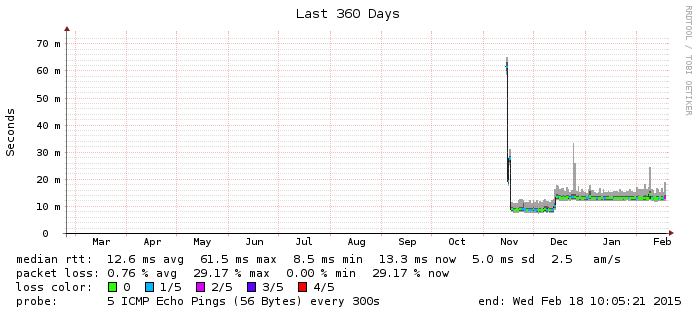 Last 360 Days
RRDTOOL / TOBI OETIKER
Seconds
70 m
60 m
50 m
40 m
30 m
20 m
10 m
0
Mar Apr May Jun Jul Aug Sep Oct Nov Dec Jan Feb
median rtt: 12.6 ms avg 61.5 ms max 8.5 ms min 13.3 ms now 5.0 ms sd 2.5 am/s
packet loss: 0.76 % avg 29.17 % max 0.00 % min 29.17 % now
loss color: 0 1/5 2/5 3/5 4/5
probe: 5 ICMP Echo Pings (56 Bytes) every 300s end: Wed Feb 18 10:05:21 2015